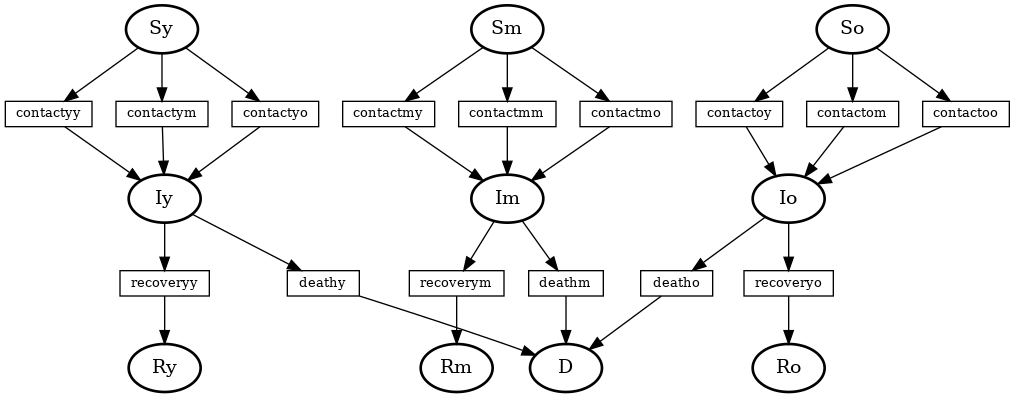 Sy Sm So
contactyy contactym contactyo contactmy contactmm contactmo contactoy contactom contactoo
Iy Im Io
recoveryy deathy recoverym deathm deatho recoveryo
Ry Rm D Ro